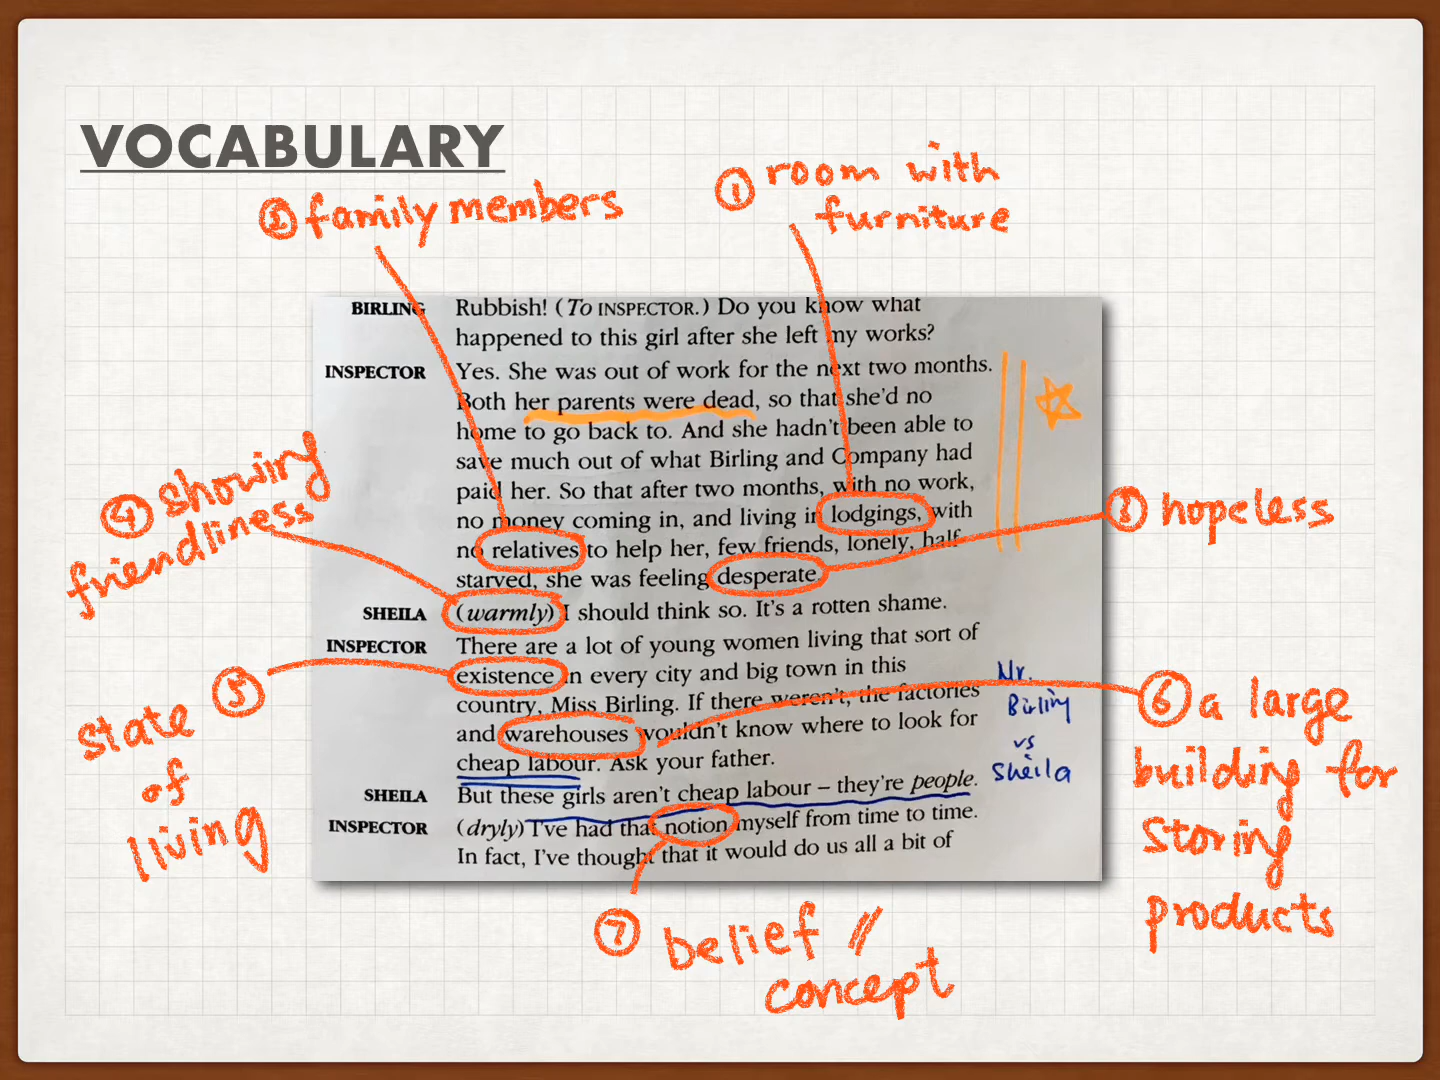 VOCABULARY
② family members
① room with
furniture
BIRLING Rubbish! (To INSPECTOR.) Do you know what
happened to this girl after she left my works?
INSPECTOR Yes. She was out of work for the next two months.
Both her parents were dead, so that she'd no
home to go back to. And she hadn't been able to
save much out of what Birling and Company had
paid her. So that after two months, with no work,
no money coming in, and living in lodgings, with
no relatives to help her, few friends, lonely, half
starved, she was feeling desperate.
SHEILA (warmly) I should think so. It's a rotten shame.
INSPECTOR There are a lot of young women living that sort of
existence in every city and big town in this
country, Miss Birling. If there weren't, the factories
and warehouses wouldn't know where to look for
cheap labour. Ask your father.
SHEILA But these girls aren't cheap labour – they're people.
INSPECTOR (dryly) I've had that notion myself from time to time.
In fact, I've thought that it would do us all a bit of
④ showing
friendliness
hopeless
⑤
state
of
living
Mr.
Birling
vs
Sheila
⑥ a large
building for
storing
products
⑦ belief //
concept